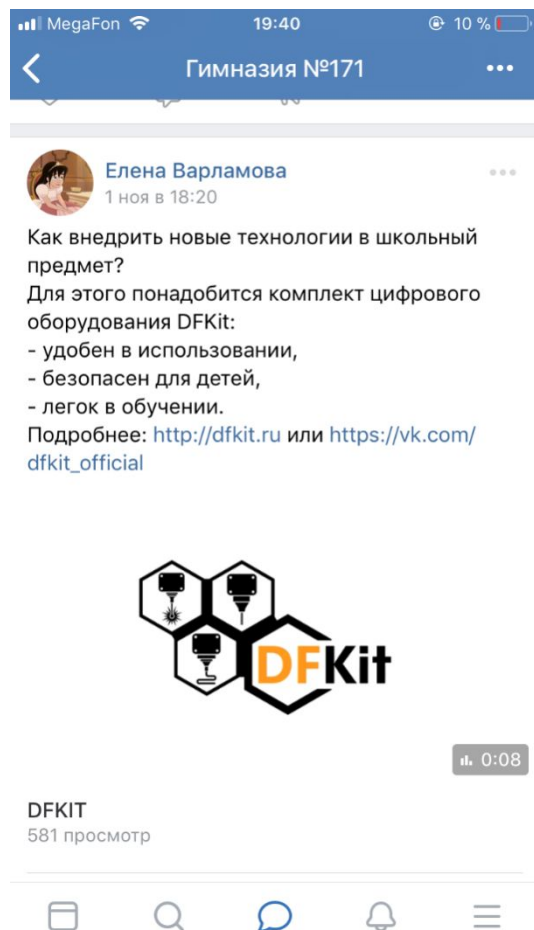 MegaFon 19:40 10 %
Гимназия №171
Елена Варламова
1 ноя в 18:20
Как внедрить новые технологии в школьный
предмет?
Для этого понадобится комплект цифрового
оборудования DFKit:
- удобен в использовании,
- безопасен для детей,
- легок в обучении.
Подробнее: http://dfkit.ru или https://vk.com/
dfkit_official
DFKit
0:08
DFKIT
581 просмотр